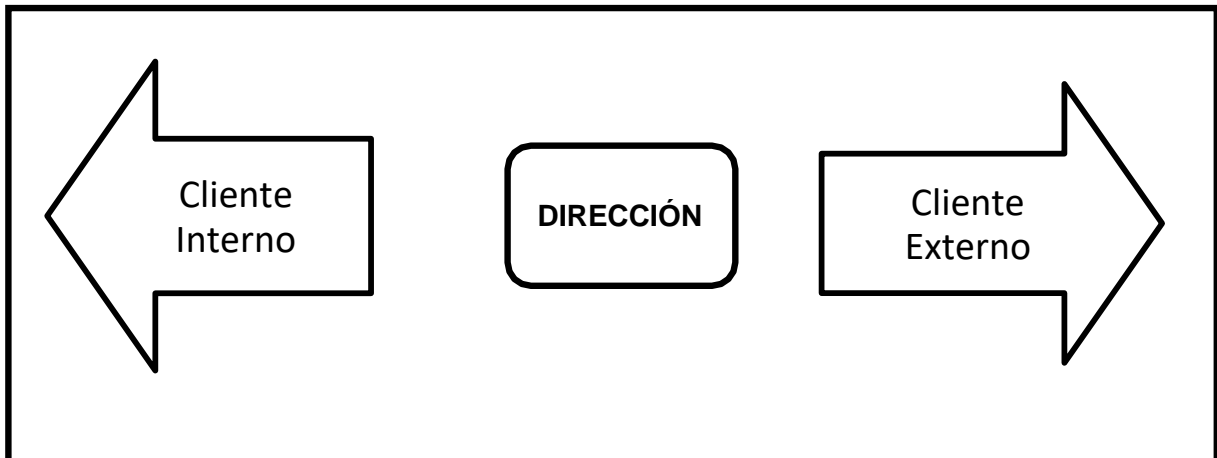 Cliente
Interno
DIRECCIÓN
Cliente
Externo